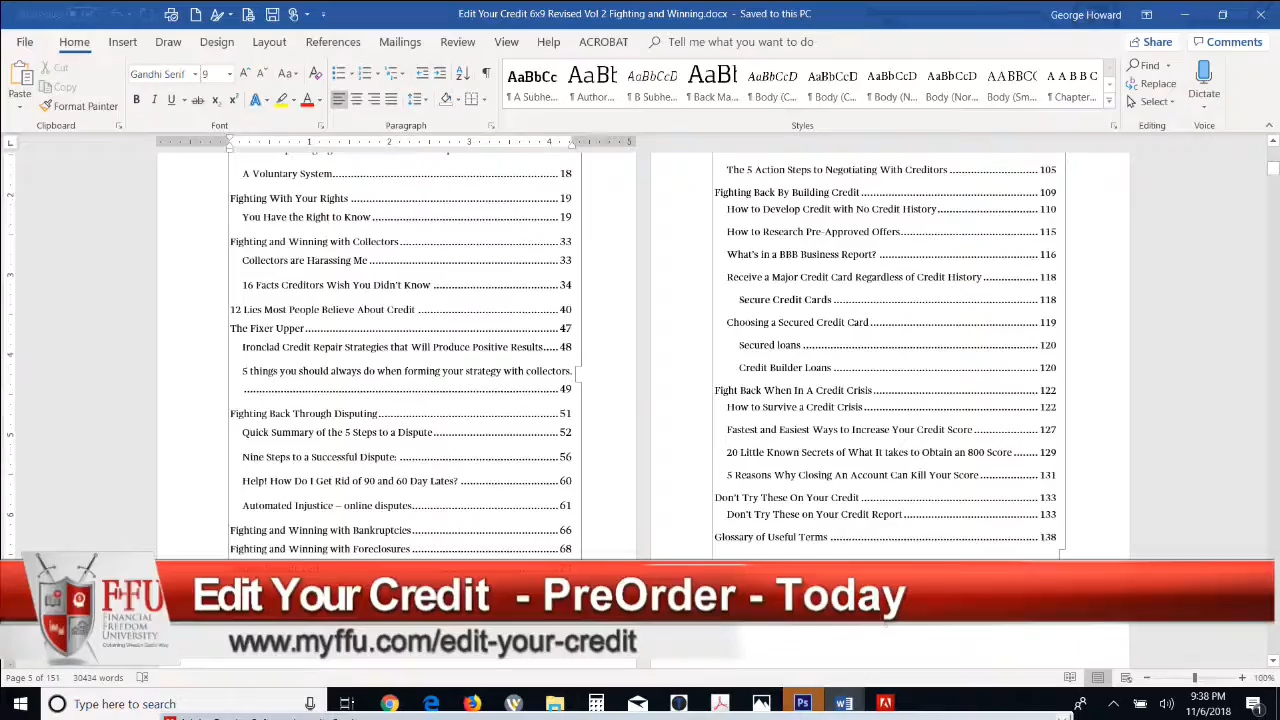 Edit Your Credit 6x9 Revised Vol 2 Fighting and Winning.docx - Saved to this PC
George Howard
File Home Insert Draw Design Layout References Mailings Review View Help ACROBAT Tell me what you want to do
Share Comments
Paste
Cut
Copy
Format Painter
Gandhi Serif 9
AaBbCc AaBb AaBbCcD AaBb AaBbCcD AaBbCcD AaBbCcD AaBbCcD AABBCC AABBC
¶ A Subhe... ¶ Author... ¶ B Subhe... ¶ Back Ma... ¶ Body (C... ¶ Body (C... ¶ Body (N... Body (Nor... Body (Sm... ¶ Chapter...
Find
Replace
Select
Dictate
Clipboard Font Paragraph Styles Editing Voice
A Voluntary System 18
Fighting With Your Rights 19
You Have the Right to Know 19
Fighting and Winning with Collectors 33
Collectors are Harassing Me 33
16 Facts Creditors Wish You Didn't Know 34
12 Lies Most People Believe About Credit 40
The Fixer Upper 47
Ironclad Credit Repair Strategies that Will Produce Positive Results 48
5 things you should always do when forming your strategy with collectors.
49
Fighting Back Through Disputing 51
Quick Summary of the 5 Steps to a Dispute 52
Nine Steps to a Successful Dispute: 56
Help! How Do I Get Rid of 90 and 60 Day Lates? 60
Automated Injustice – online disputes 61
Fighting and Winning with Bankruptcies 66
Fighting and Winning with Foreclosures 68
The 5 Action Steps to Negotiating With Creditors 105
Fighting Back By Building Credit 109
How to Develop Credit with No Credit History 110
How to Research Pre-Approved Offers 115
What's in a BBB Business Report? 116
Receive a Major Credit Card Regardless of Credit History 118
Secure Credit Cards 118
Choosing a Secured Credit Card 119
Secured loans 120
Credit Builder Loans 120
Fight Back When In A Credit Crisis 122
How to Survive a Credit Crisis 122
Fastest and Easiest Ways to Increase Your Credit Score 127
20 Little Known Secrets of What It takes to Obtain an 800 Score 129
5 Reasons Why Closing An Account Can Kill Your Score 131
Don't Try These On Your Credit 133
Don't Try These on Your Credit Report 133
Glossary of Useful Terms 138
FFU
FINANCIAL
FREEDOM
UNIVERSITY
Edit Your Credit - PreOrder - Today
www.myffu.com/edit-your-credit
Page 5 of 151 30434 words
100%
Type here to search
9:38 PM
11/6/2018